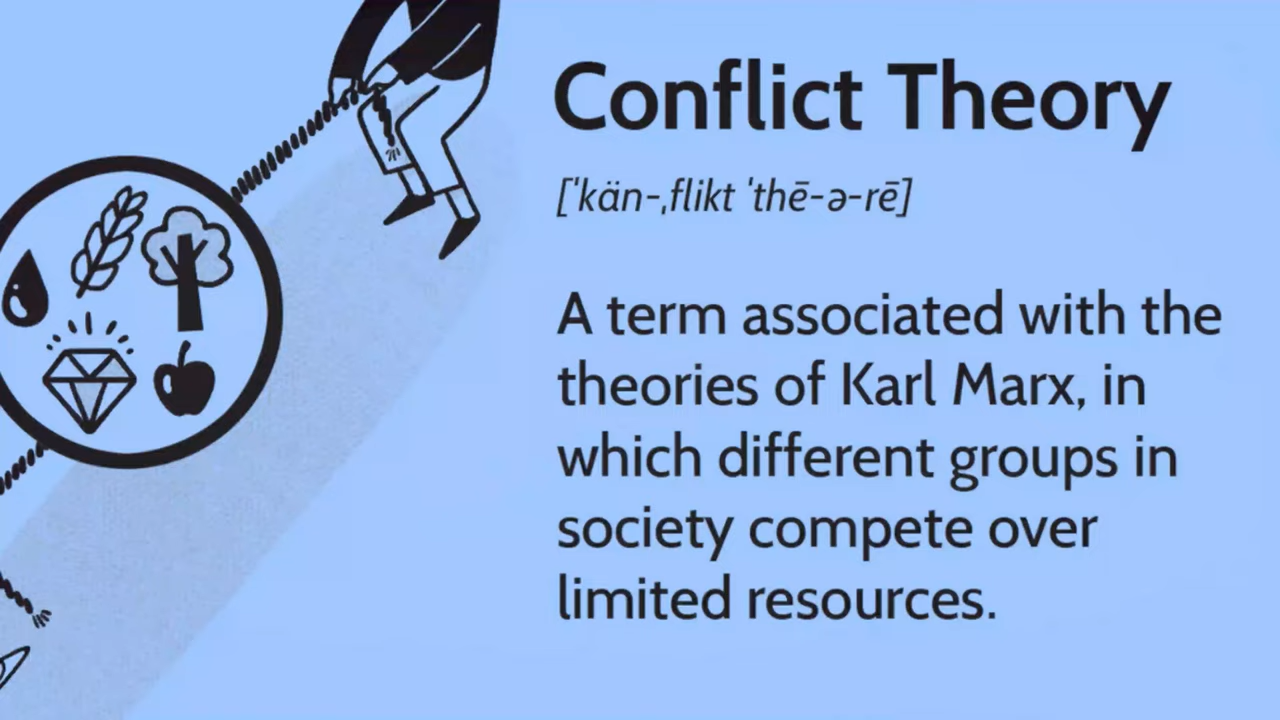 Conflict Theory
[ˈkän-ˌflikt ˈthē-ə-rē]
A term associated with the
theories of Karl Marx, in
which different groups in
society compete over
limited resources.